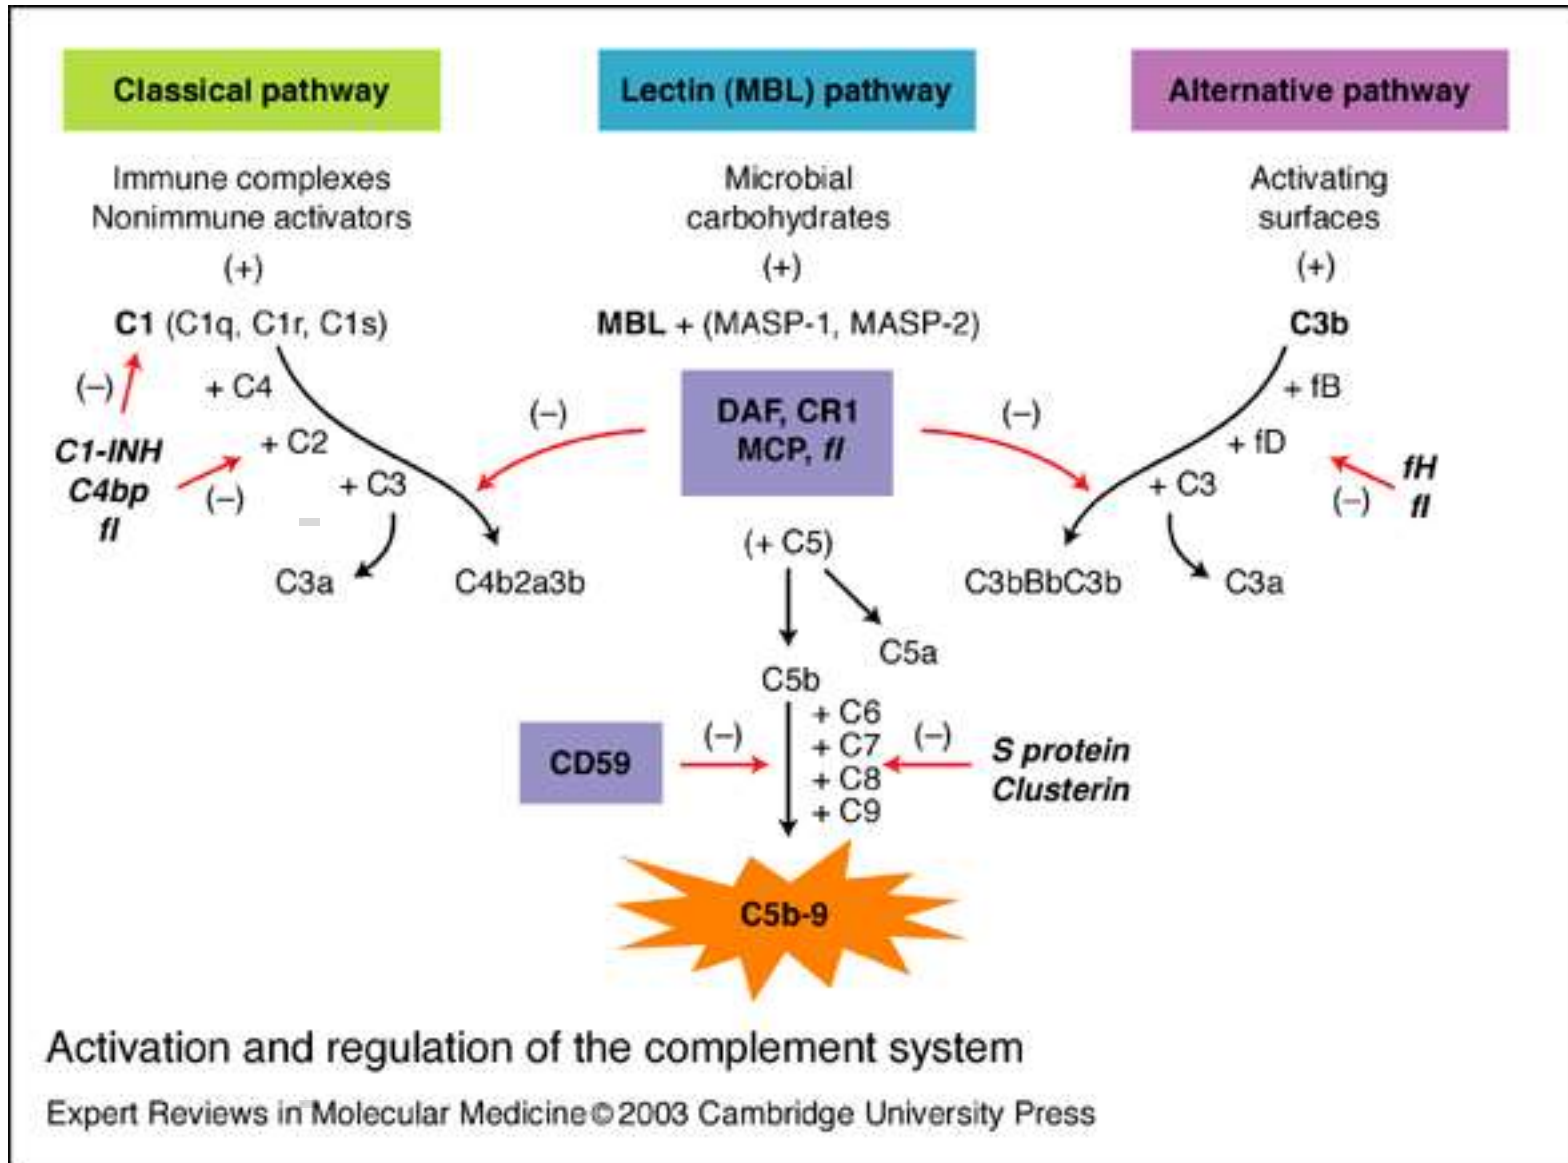 Classical pathway
Lectin (MBL) pathway
Alternative pathway
Immune complexes
Nonimmune activators
(+)
Microbial
carbohydrates
(+)
Activating
surfaces
(+)
C1 (C1q, C1r, C1s)
MBL + (MASP-1, MASP-2)
C3b
(–)
+ C4
+ C2
+ C3
C1-INH
C4bp
fI
(–)
C3a
C4b2a3b
(–)
DAF, CR1
MCP, fI
(–)
+ fB
+ fD
+ C3
(–)
fH
fI
C3bBbC3b
C3a
(+ C5)
C5a
C5b
CD59
(–)
+ C6
+ C7
+ C8
+ C9
(–)
S protein
Clusterin
C5b-9
Activation and regulation of the complement system
Expert Reviews in Molecular Medicine©2003 Cambridge University Press